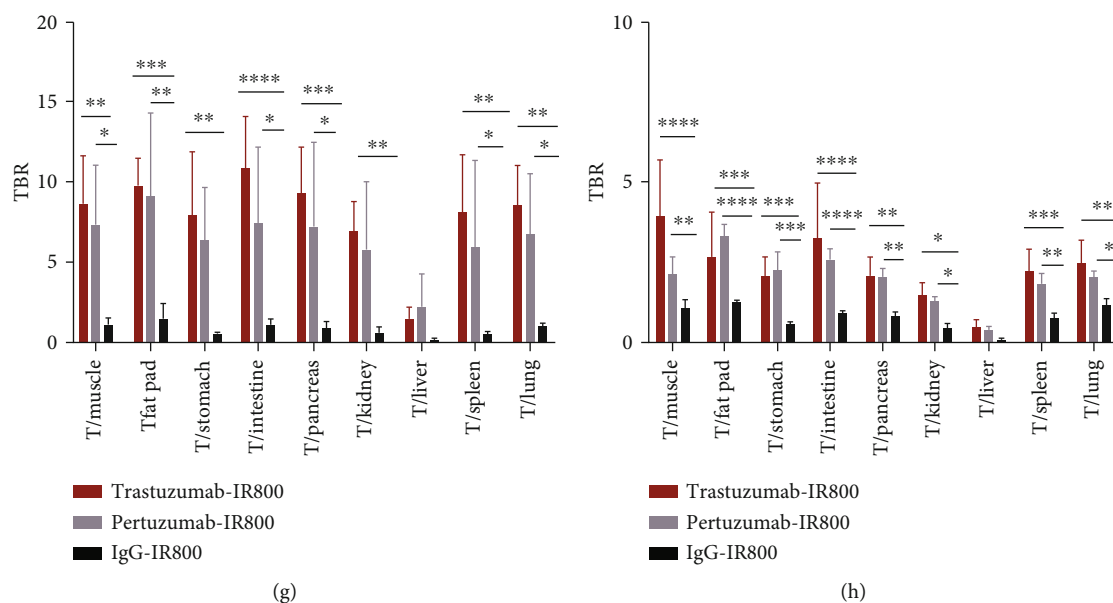 20
15
10
5
0
TBR
**
*
***
**
**
****
*
***
*
**
**
*
**
*
T/muscle
Tfat pad
T/stomach
T/intestine
T/pancreas
T/kidney
T/liver
T/spleen
T/lung
Trastuzumab-IR800
Pertuzumab-IR800
IgG-IR800
(g)
10
5
0
TBR
****
**
***
****
***
***
****
****
**
**
*
*
***
**
**
*
T/muscle
T/fat pad
T/stomach
T/intestine
T/pancreas
T/kidney
T/liver
T/spleen
T/lung
Trastuzumab-IR800
Pertuzumab-IR800
IgG-IR800
(h)